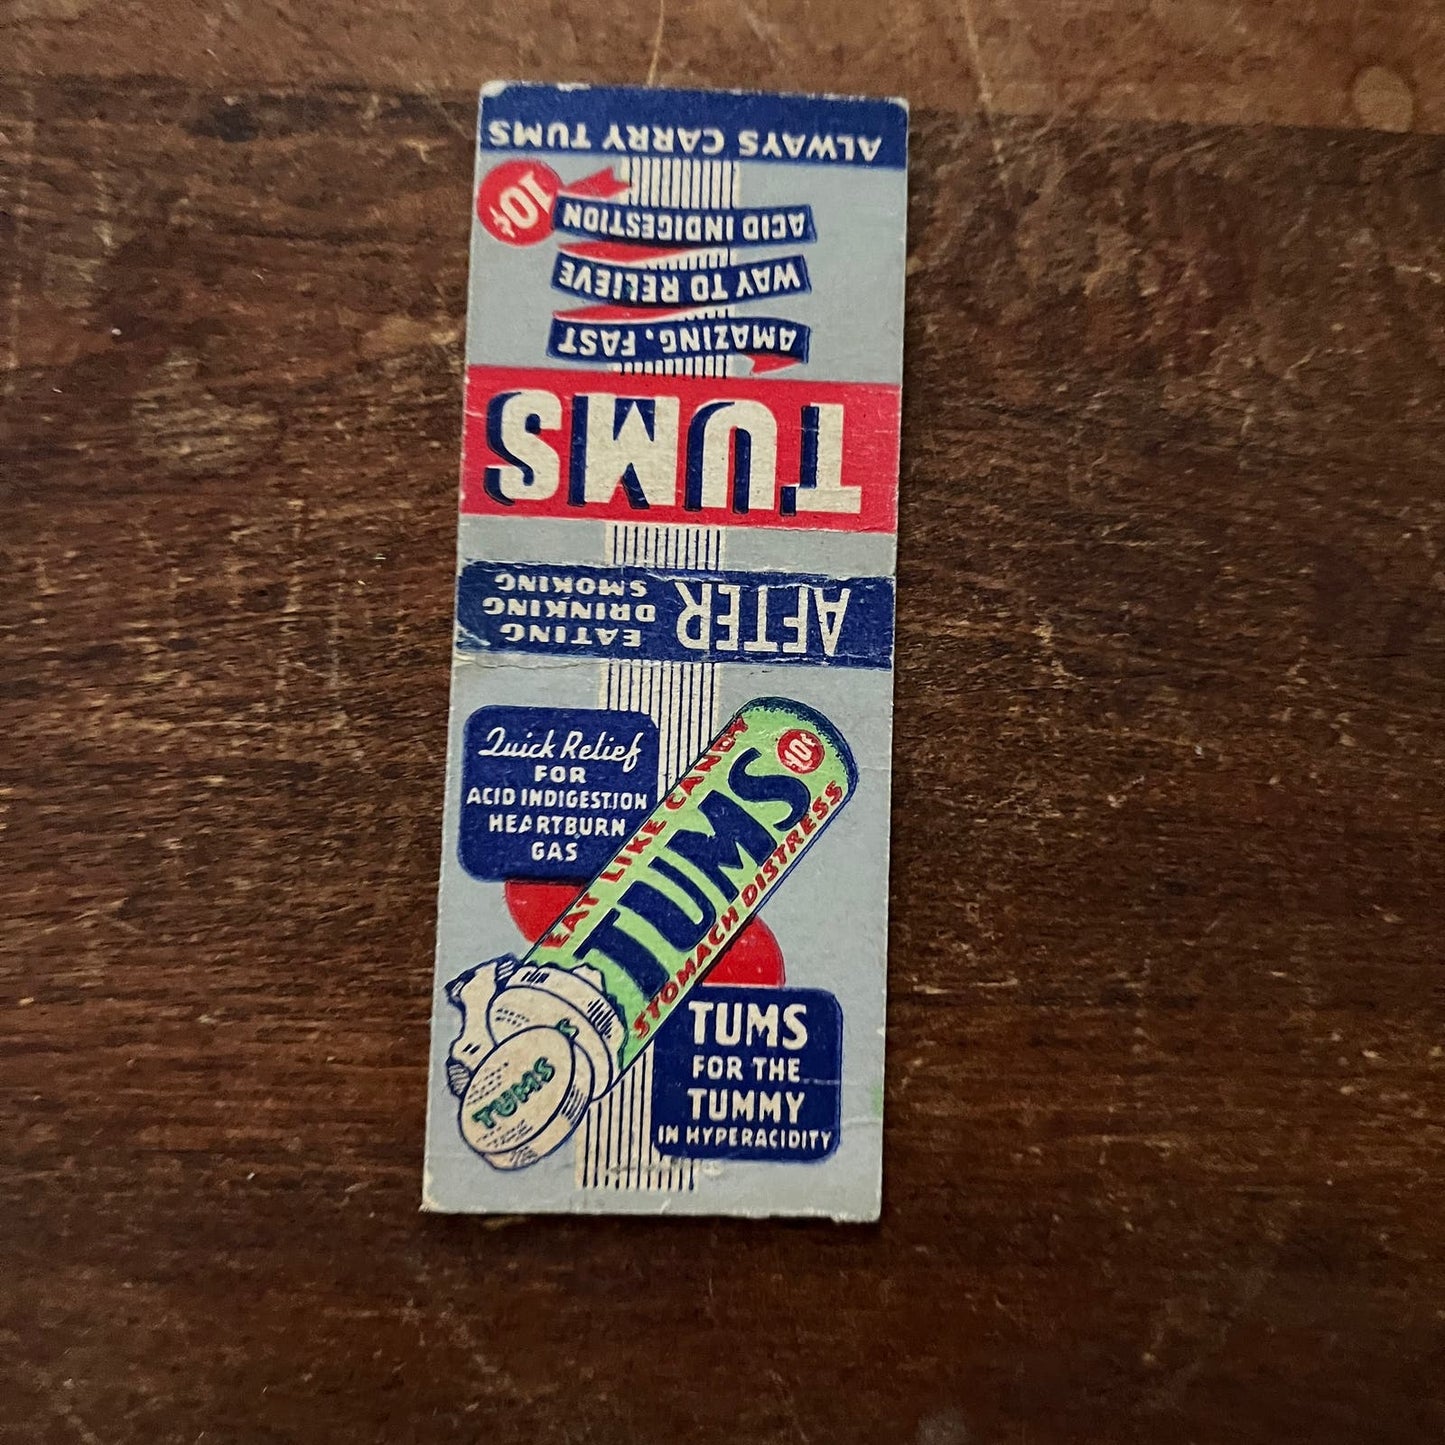 ALWAYS CARRY TUMS
10¢
AMAZING, FAST
WAY TO RELIEVE
ACID INDIGESTION
TUMS
AFTER
EATING
DRINKING
SMOKING
Quick Relief
FOR
ACID INDIGESTION
HEARTBURN
GAS
EAT LIKE CANDY
TUMS
10¢
STOMACH DISTRESS
TUMS
TUMS
FOR THE
TUMMY
IN HYPERACIDITY